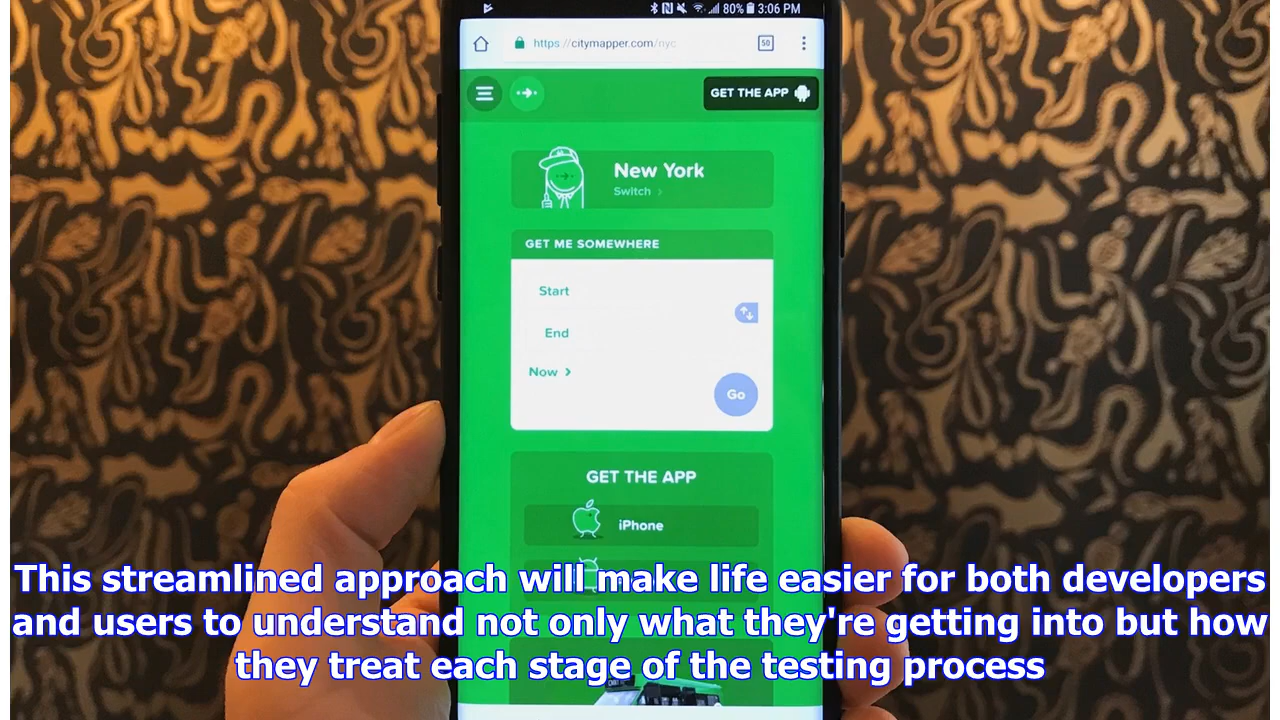 80% 3:06 PM
https://citymapper.com/nyc
50
GET THE APP
New York
Switch
GET ME SOMEWHERE
Start
End
Now
Go
GET THE APP
iPhone
This streamlined approach will make life easier for both developers
and users to understand not only what they're getting into but how
they treat each stage of the testing process